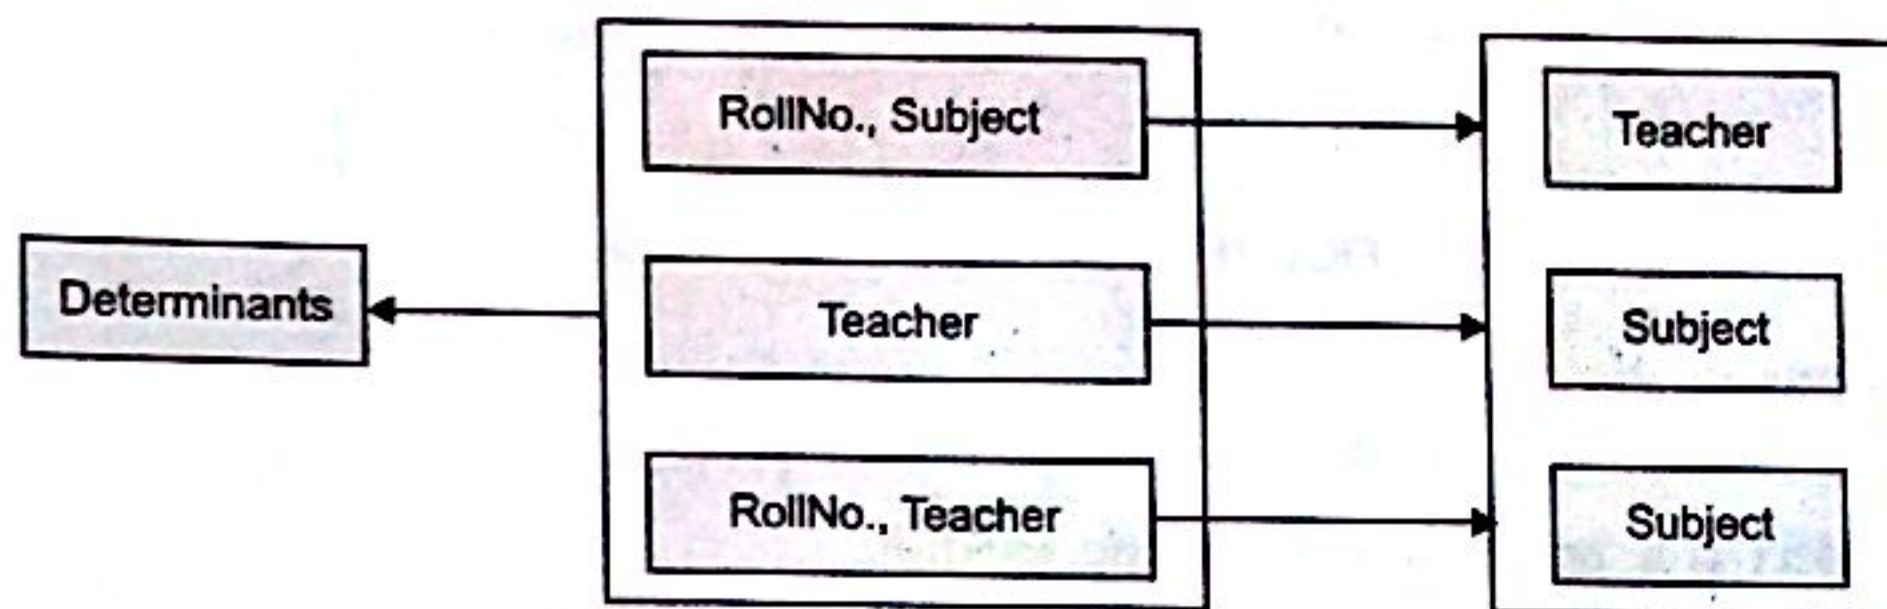 RollNo., Subject
Teacher
Determinants
Teacher
Subject
RollNo., Teacher
Subject